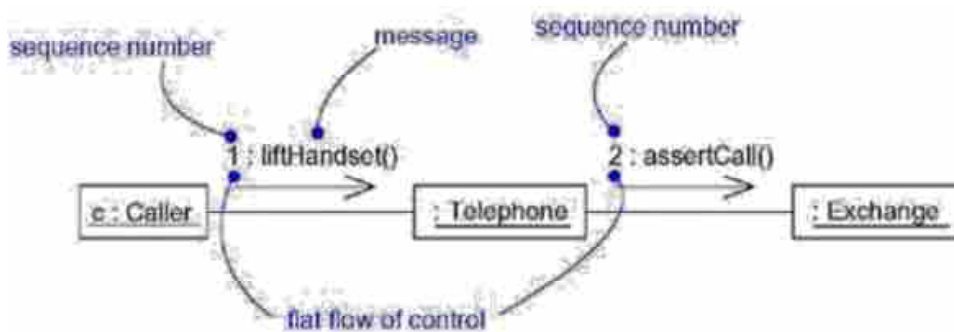 sequence number
message
sequence number
1 : liftHandset()
2 : assertCall()
c : Caller
: Telephone
: Exchange
flat flow of control